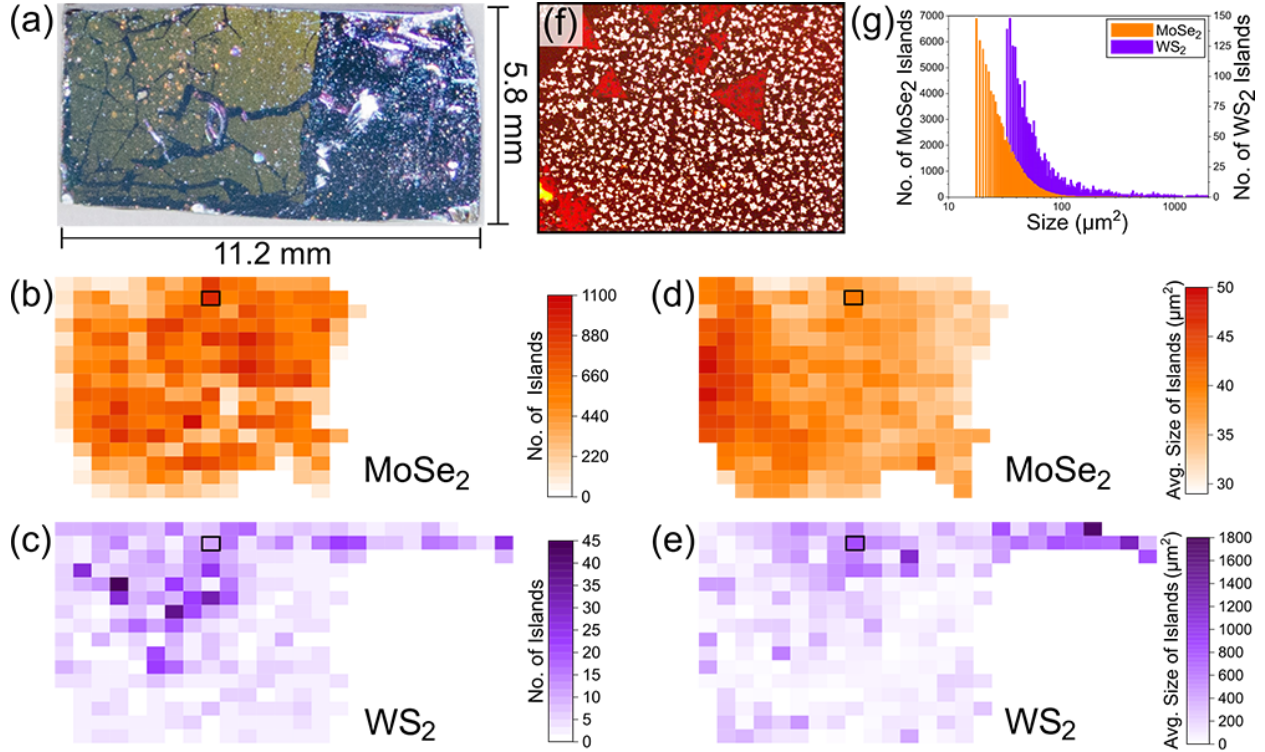 (a)
5.8 mm
11.2 mm
(f)
(g)
No. of MoSe2 Islands
7000
6000
5000
4000
3000
2000
1000
0
MoSe2
WS2
150
125
100
75
50
25
0
No. of WS2 Islands
10
100
1000
Size (µm²)
(b)
MoSe2
No. of Islands
1100
880
660
440
220
0
(d)
MoSe2
Avg. Size of Islands (µm²)
50
45
40
35
30
(c)
WS2
No. of Islands
45
40
35
30
25
20
15
10
5
0
(e)
WS2
Avg. Size of Islands (µm²)
1800
1600
1400
1200
1000
800
600
400
200
0